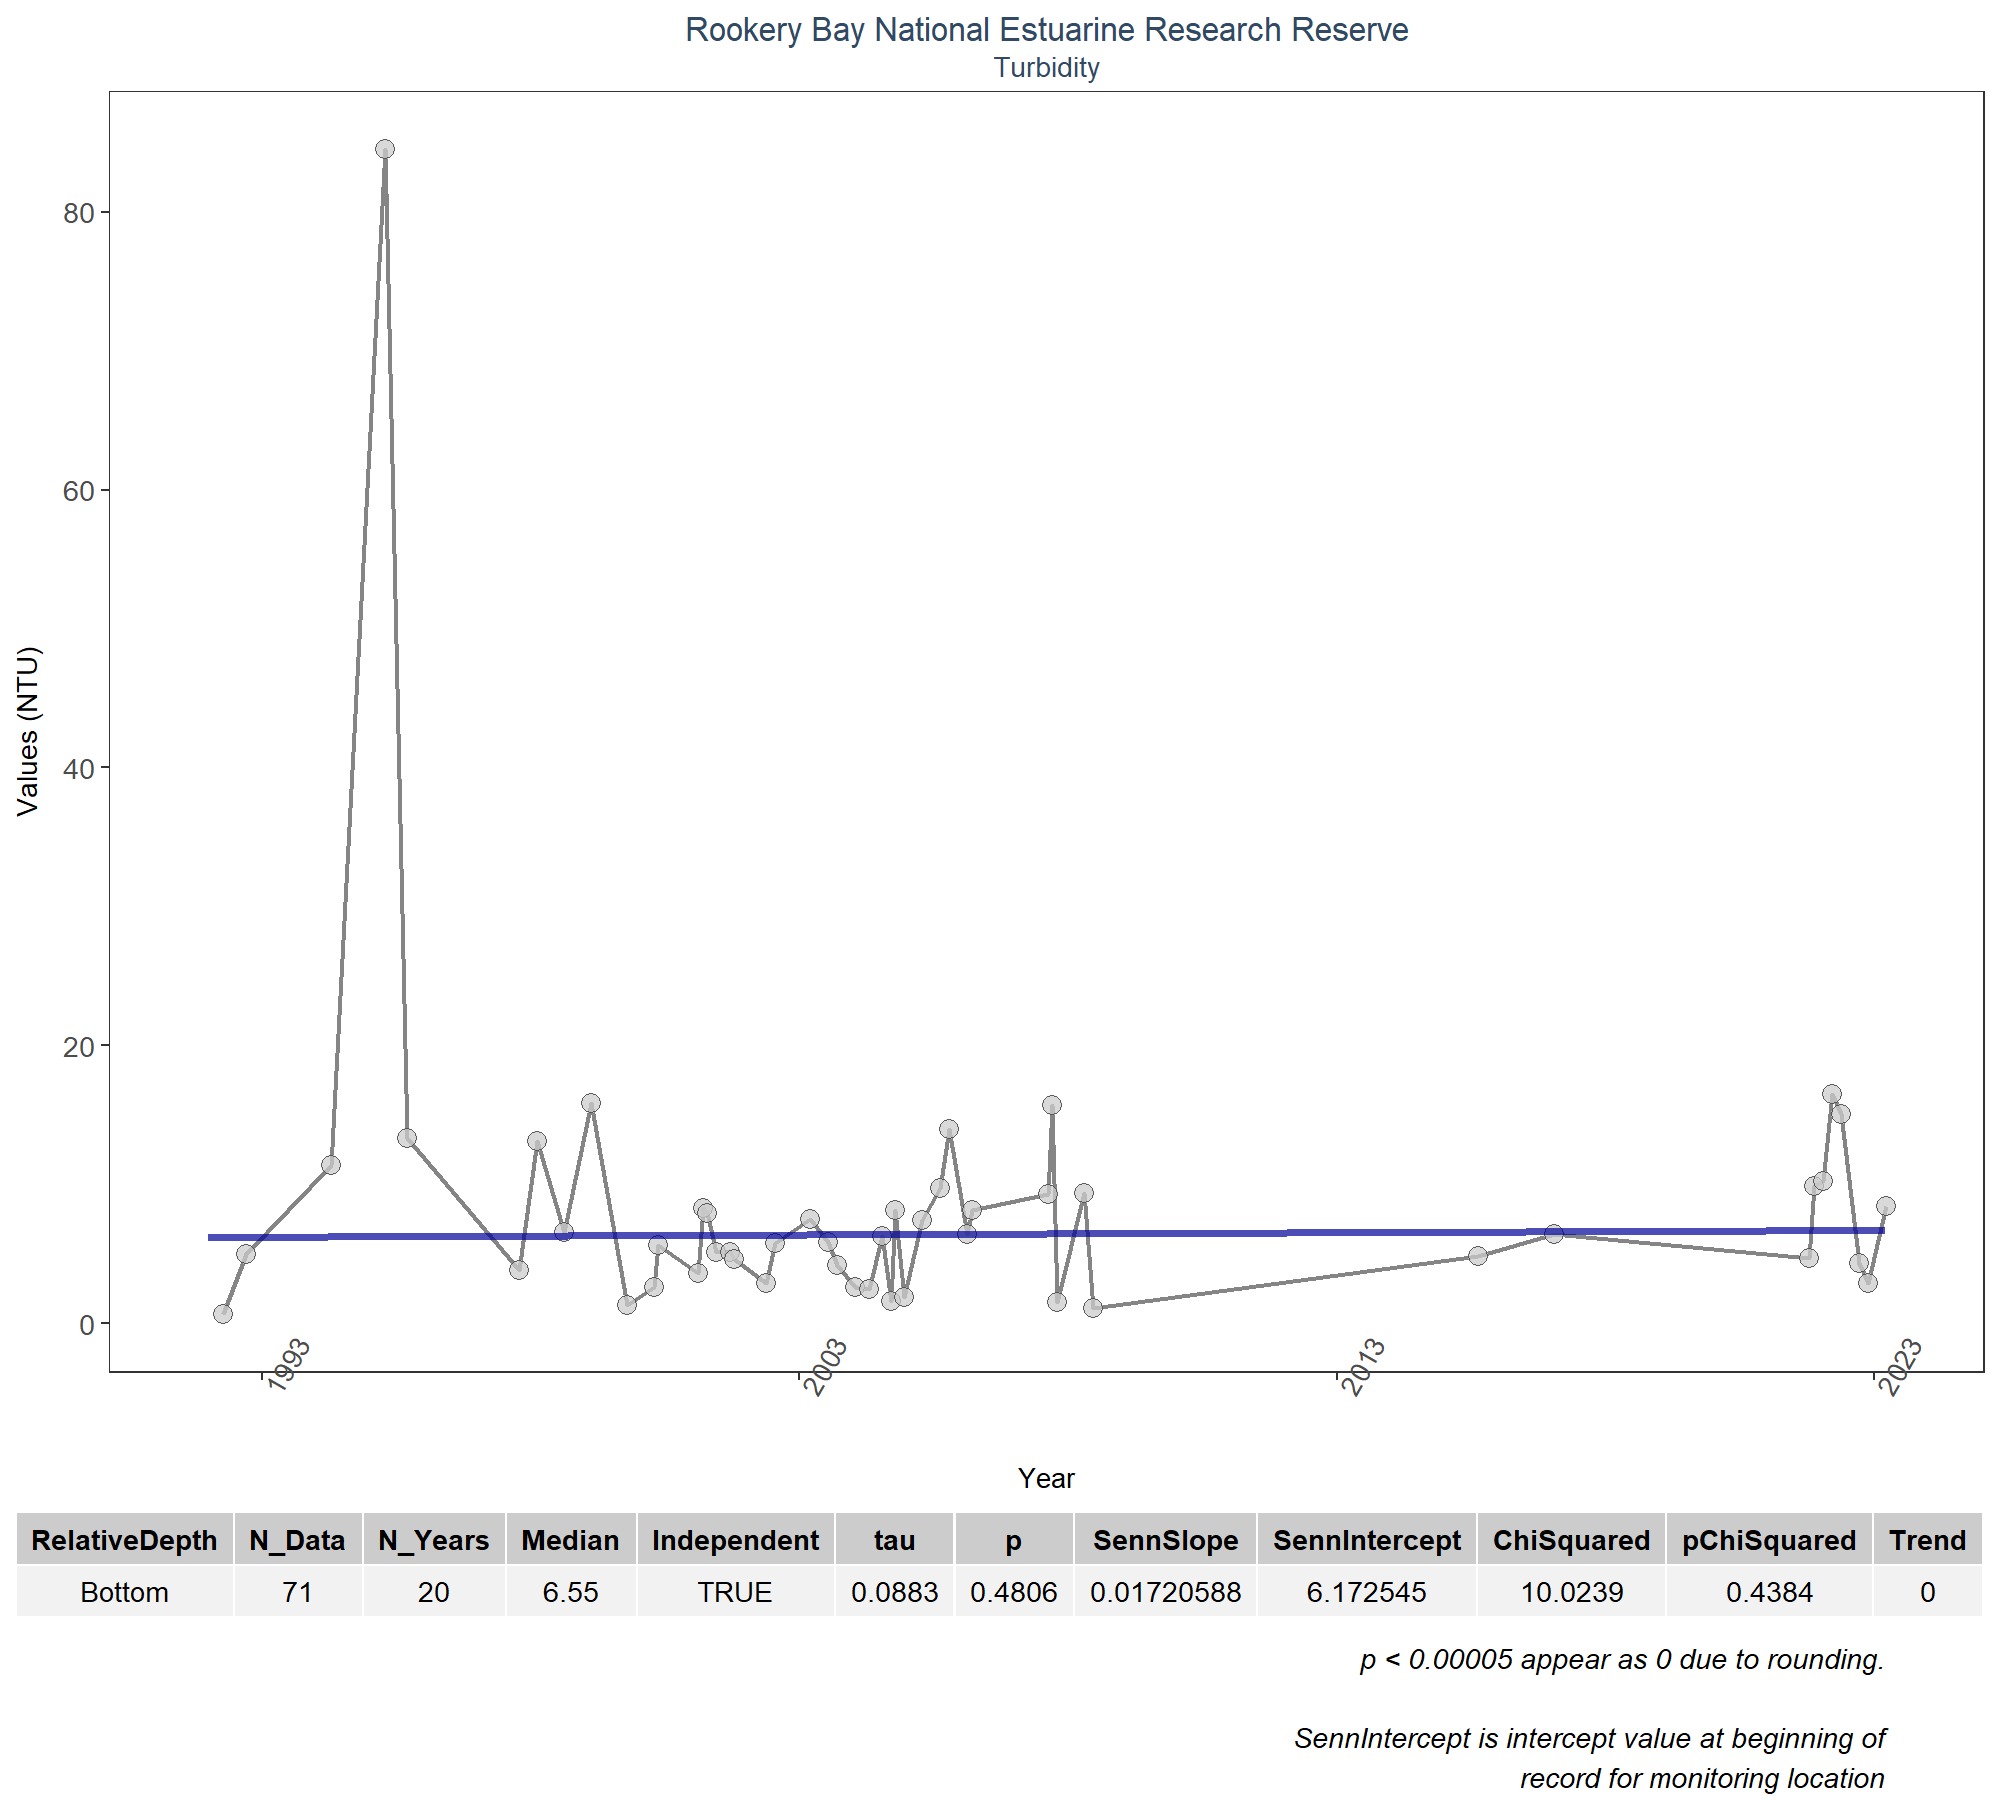 Rookery Bay National Estuarine Research Reserve
Turbidity
Values (NTU)
80
60
40
20
0
1993 2003 2013 2023
Year
RelativeDepth N_Data N_Years Median Independent tau p SennSlope SennIntercept ChiSquared pChiSquared Trend
Bottom 71 20 6.55 TRUE 0.0883 0.4806 0.01720588 6.172545 10.0239 0.4384 0
p < 0.00005 appear as 0 due to rounding.
SennIntercept is intercept value at beginning of
record for monitoring location